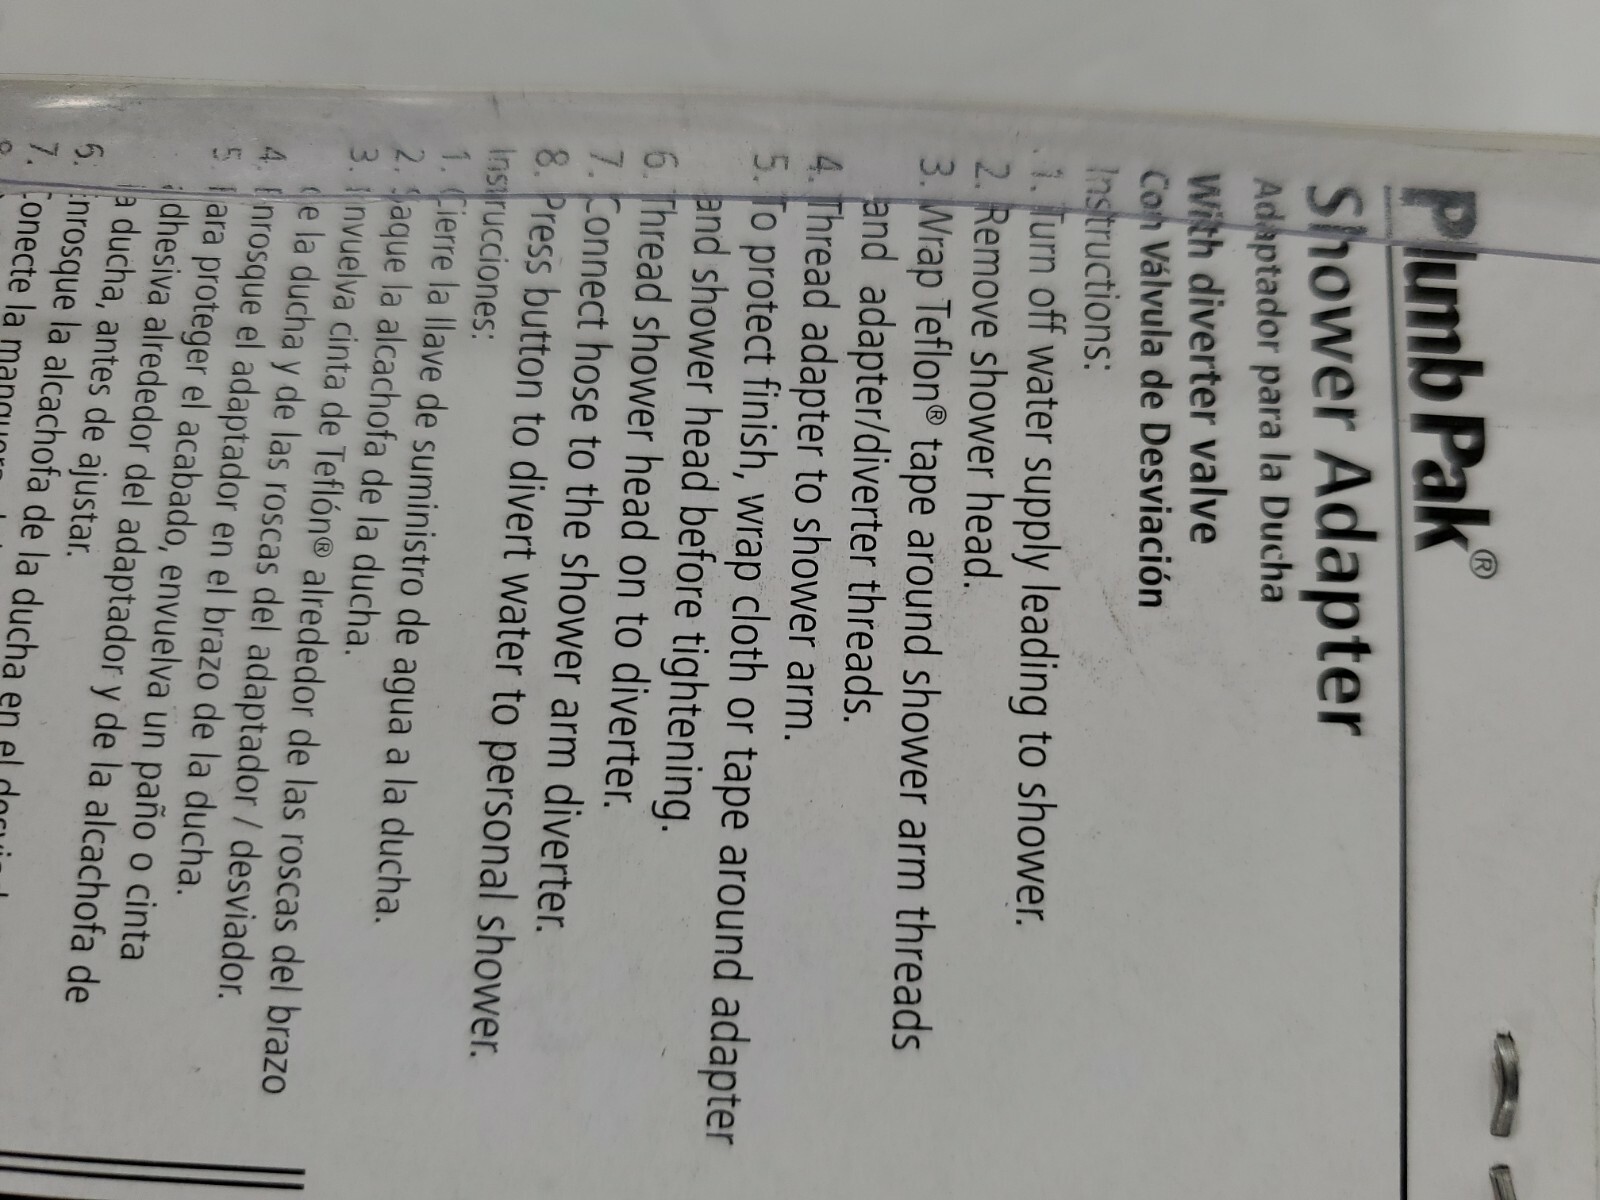 Plumb Pak®
Shower Adapter
Adaptador para la Ducha
With diverter valve
Con Válvula de Desviación
Instructions:
1. Turn off water supply leading to shower.
2. Remove shower head.
3. Wrap Teflon® tape around shower arm threads
and adapter/diverter threads.
4. Thread adapter to shower arm.
5. To protect finish, wrap cloth or tape around adapter
and shower head before tightening.
6. Thread shower head on to diverter.
7. Connect hose to the shower arm diverter.
8. Press button to divert water to personal shower.
Instrucciones:
1. Cierre la llave de suministro de agua a la ducha.
2. Saque la alcachofa de la ducha.
3. Envuelva cinta de Teflón® alrededor de las roscas del brazo
de la ducha y de las roscas del adaptador / desviador.
4. Enrosque el adaptador en el brazo de la ducha.
5. Para proteger el acabado, envuelva un paño o cinta
adhesiva alrededor del adaptador y de la alcachofa de
la ducha, antes de ajustar.
6. Enrosque la alcachofa de la ducha en el
7. Conecte la manguera